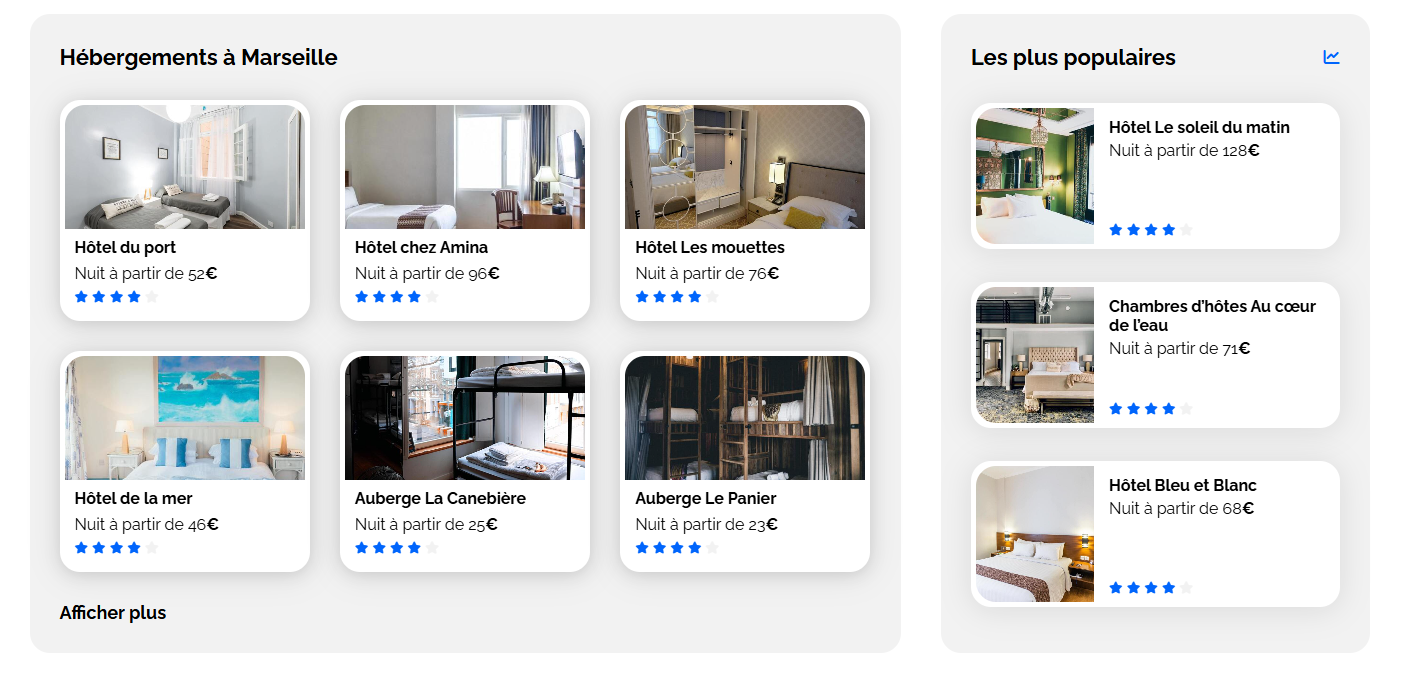 Hébergements à Marseille
Hôtel du port
Nuit à partir de 52€
Hôtel chez Amina
Nuit à partir de 96€
Hôtel Les mouettes
Nuit à partir de 76€
Hôtel de la mer
Nuit à partir de 46€
Auberge La Canebière
Nuit à partir de 25€
Auberge Le Panier
Nuit à partir de 23€
Afficher plus
Les plus populaires
Hôtel Le soleil du matin
Nuit à partir de 128€
Chambres d’hôtes Au cœur
de l’eau
Nuit à partir de 71€
Hôtel Bleu et Blanc
Nuit à partir de 68€